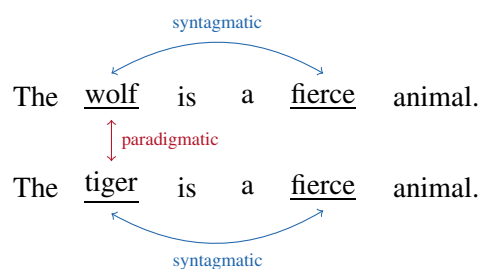 syntagmatic
The wolf is a fierce animal.
paradigmatic
The tiger is a fierce animal.
syntagmatic